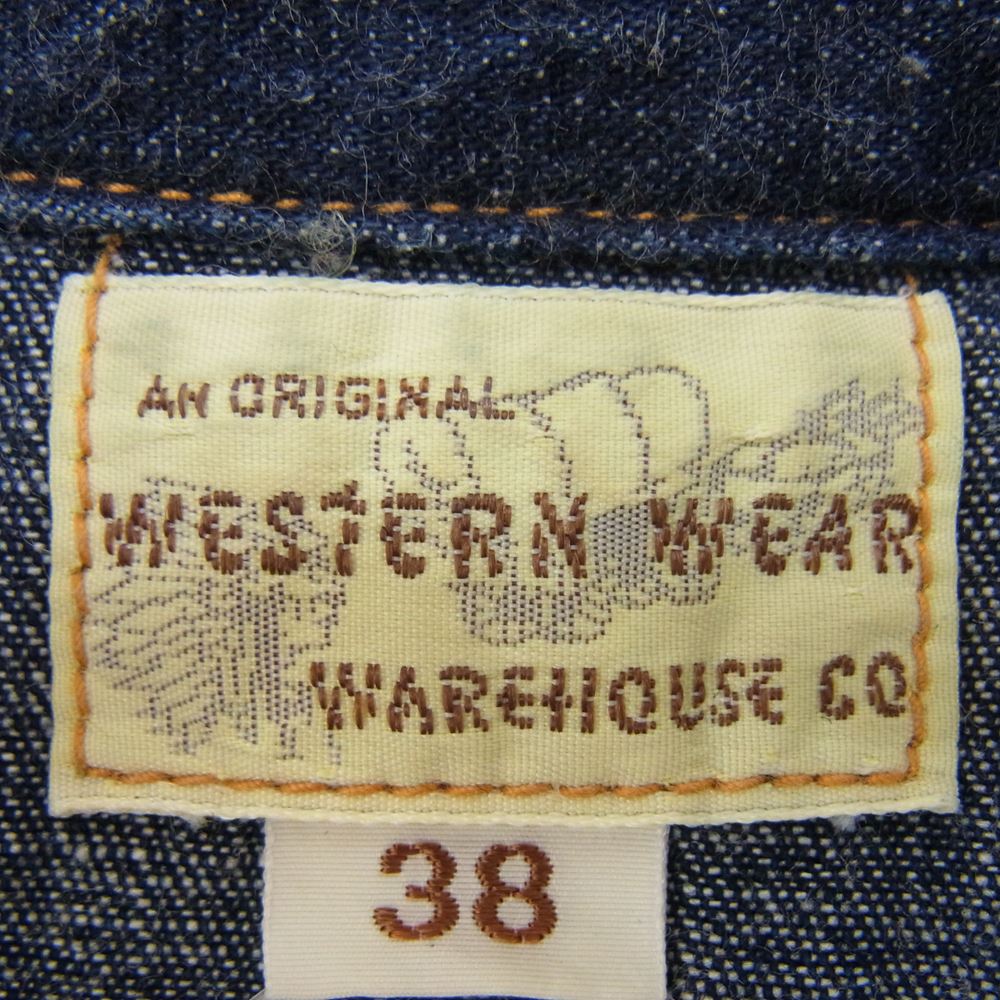 AN ORIGINAL
WESTERN WEAR
WAREHOUSE CO
38